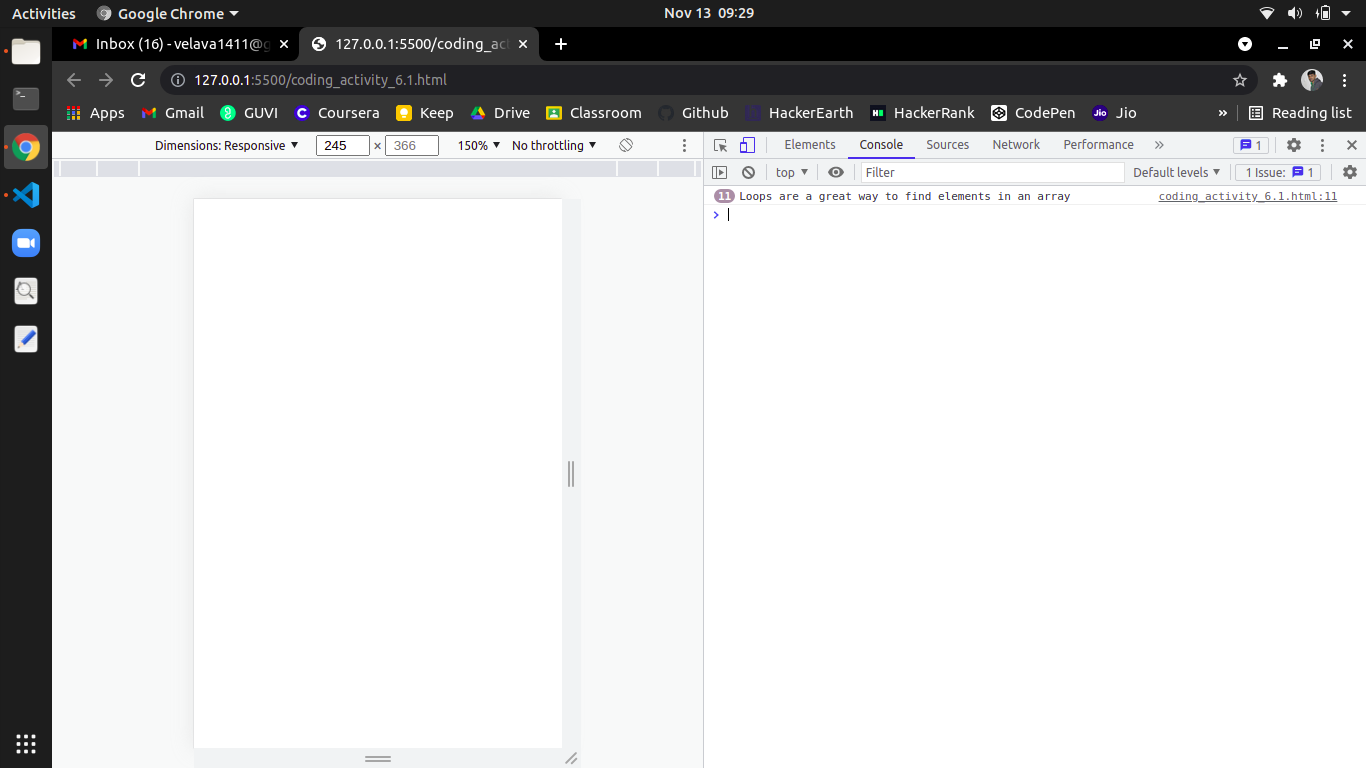 Activities Google Chrome Nov 13 09:29
Inbox (16) - velava1411@g 127.0.0.1:5500/coding_act
127.0.0.1:5500/coding_activity_6.1.html
Apps Gmail GUVI Coursera Keep Drive Classroom Github HackerEarth HackerRank CodePen Jio Jio » Reading list
Dimensions: Responsive 245 × 366 150% No throttling
Elements Console Sources Network Performance » 1
top Filter Default levels 1 Issue: 1
11 Loops are a great way to find elements in an array coding_activity_6.1.html:11
>